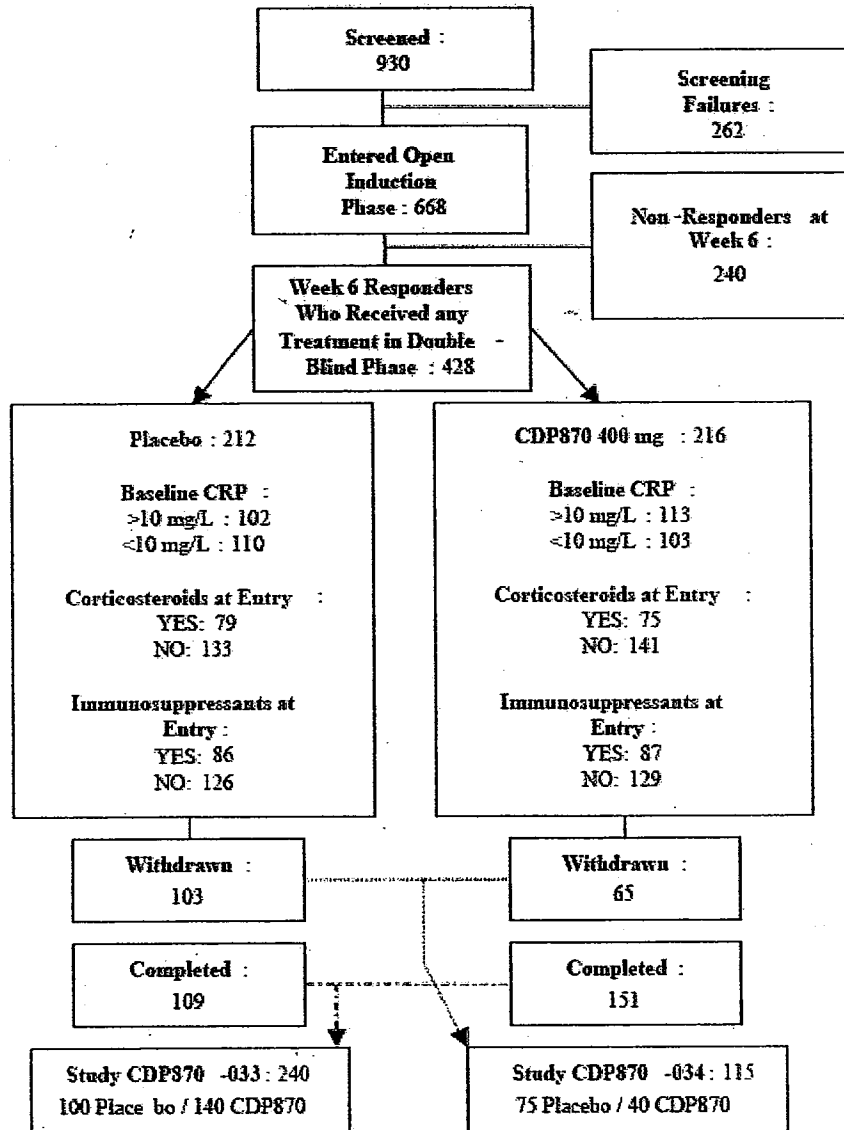 Screened :
930
Screening
Failures :
262
Entered Open
Induction
Phase : 668
Non -Responders at
Week 6 :
240
Week 6 Responders
Who Received any
Treatment in Double -
Blind Phase : 428
Placebo : 212
Baseline CRP :
>10 mg/L : 102
<10 mg/L : 110
Corticosteroids at Entry :
YES: 79
NO: 133
Immunosuppressants at
Entry :
YES: 86
NO: 126
CDP870 400 mg : 216
Baseline CRP :
>10 mg/L : 113
<10 mg/L : 103
Corticosteroids at Entry :
YES: 75
NO: 141
Immunosuppressants at
Entry :
YES: 87
NO: 129
Withdrawn :
103
Withdrawn :
65
Completed :
109
Completed :
151
Study CDP870 -033 : 240
100 Place bo / 140 CDP870
Study CDP870 -034 : 115
75 Placebo / 40 CDP870